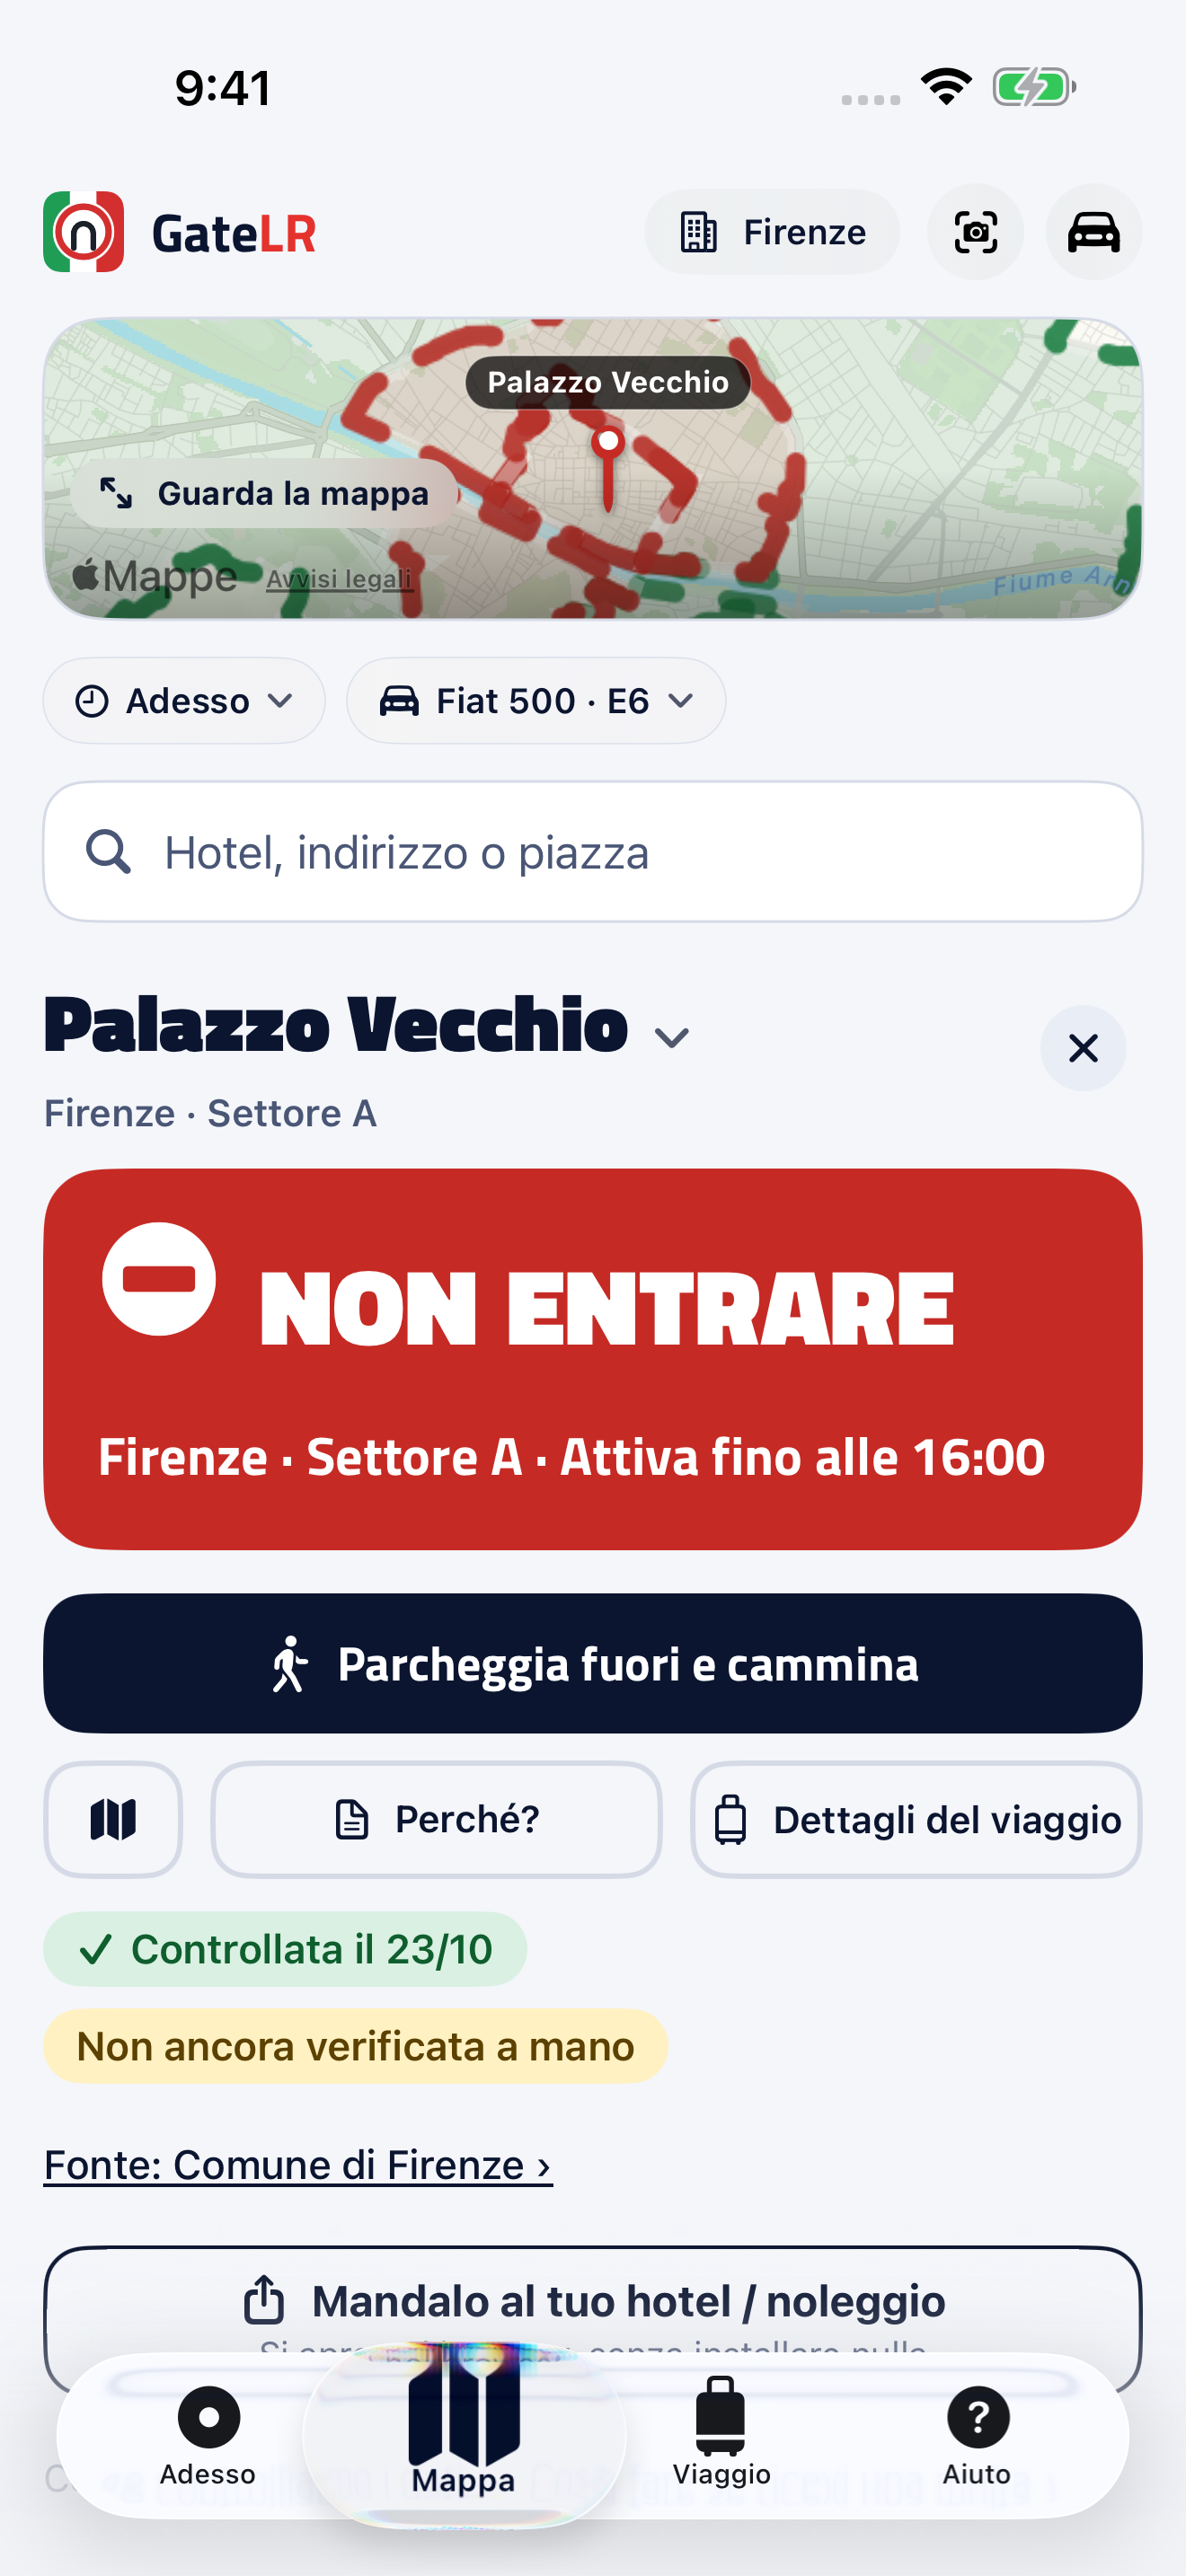 9:41
GateLR
Firenze
Palazzo Vecchio
Guarda la mappa
Mappe
Avvisi legali
Fiume Arn
Adesso
Fiat 500 · E6
Hotel, indirizzo o piazza
Palazzo Vecchio
Firenze · Settore A
NON ENTRARE
Firenze · Settore A · Attiva fino alle 16:00
Parcheggia fuori e cammina
Perché?
Dettagli del viaggio
Controllata il 23/10
Non ancora verificata a mano
Fonte: Comune di Firenze ›
Mandalo al tuo hotel / noleggio
Adesso
Mappa
Viaggio
Aiuto